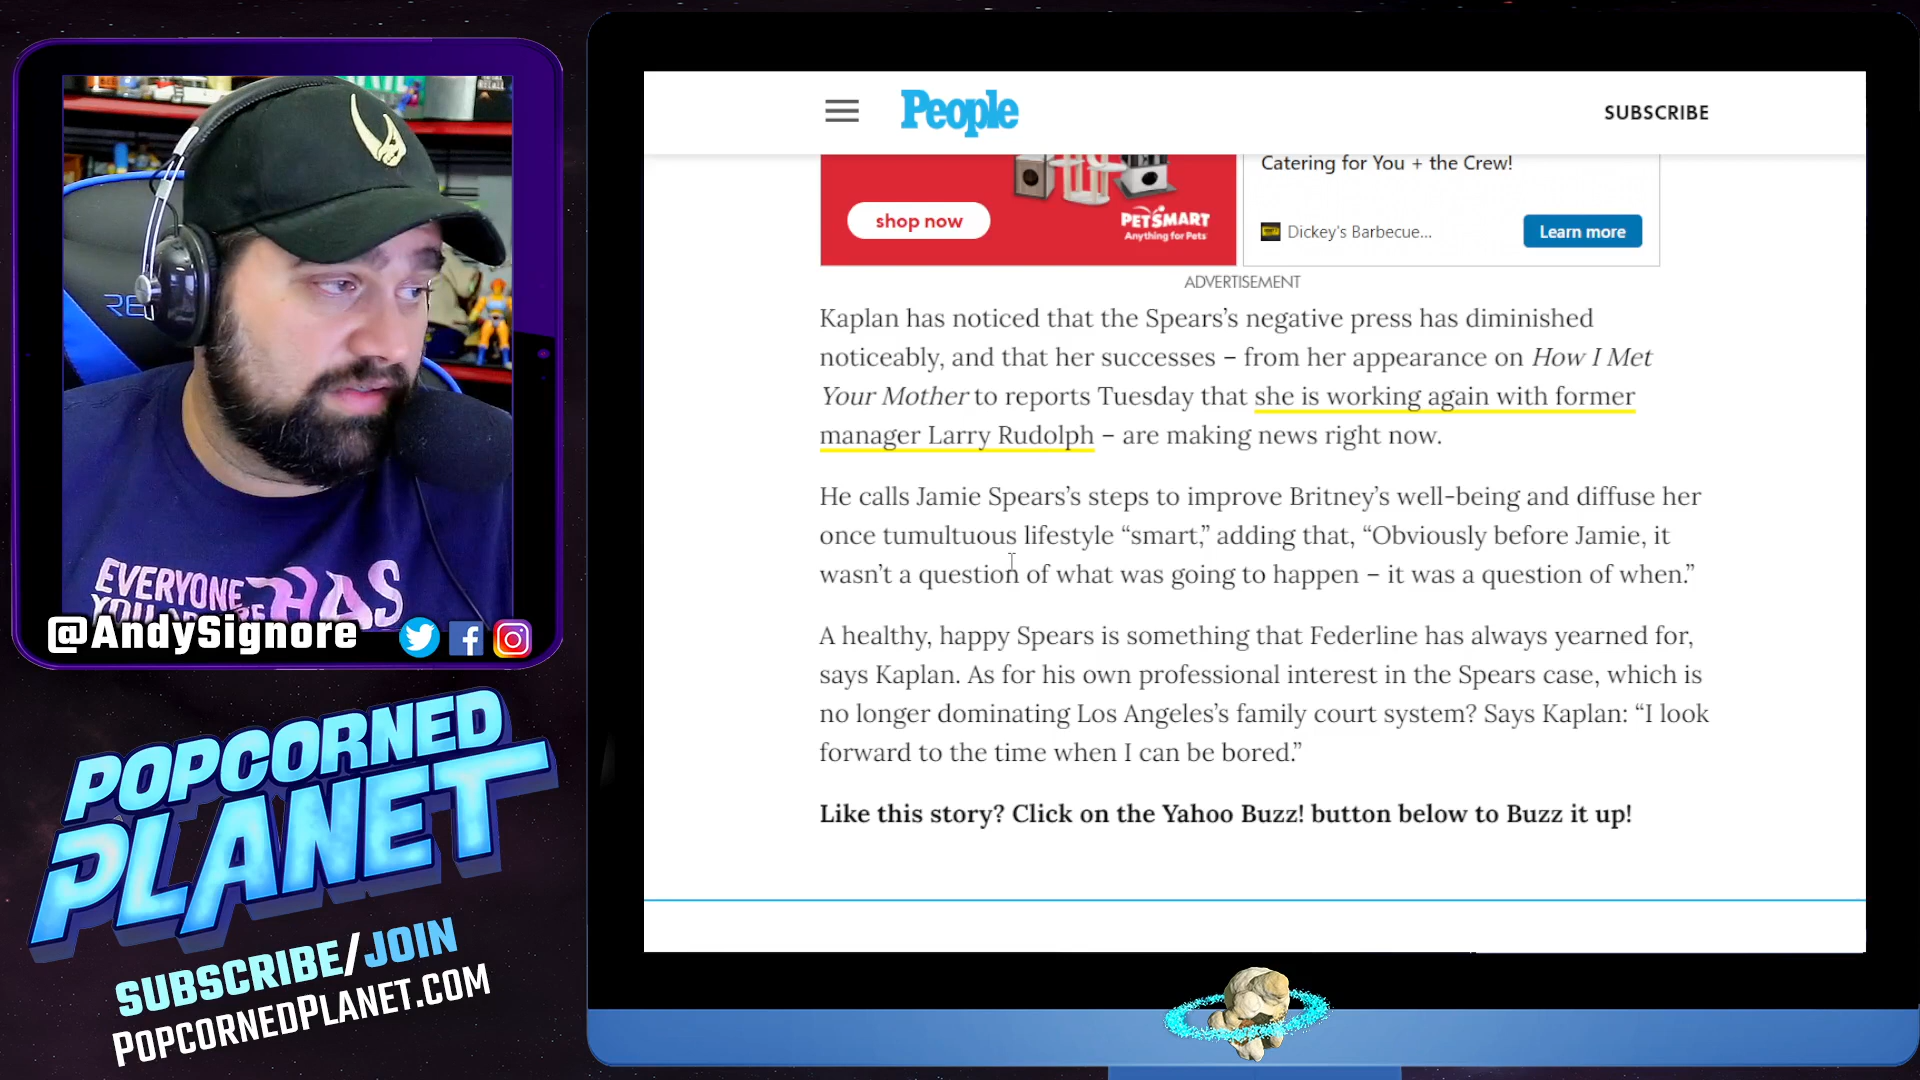 People
SUBSCRIBE
shop now
PETSMART
Anything for Pets
Catering for You + the Crew!
Dickey's Barbecue...
Learn more
ADVERTISEMENT
Kaplan has noticed that the Spears's negative press has diminished
noticeably, and that her successes – from her appearance on How I Met
Your Mother to reports Tuesday that she is working again with former
manager Larry Rudolph – are making news right now.
He calls Jamie Spears's steps to improve Britney's well-being and diffuse her
once tumultuous lifestyle “smart,” adding that, “Obviously before Jamie, it
wasn't a question of what was going to happen – it was a question of when.”
A healthy, happy Spears is something that Federline has always yearned for,
says Kaplan. As for his own professional interest in the Spears case, which is
no longer dominating Los Angeles's family court system? Says Kaplan: “I look
forward to the time when I can be bored.”
Like this story? Click on the Yahoo Buzz! button below to Buzz it up!
EVERYONE
HAS
@AndySignore
POPCORNED
PLANET
SUBSCRIBE/JOIN
POPCORNEDPLANET.COM